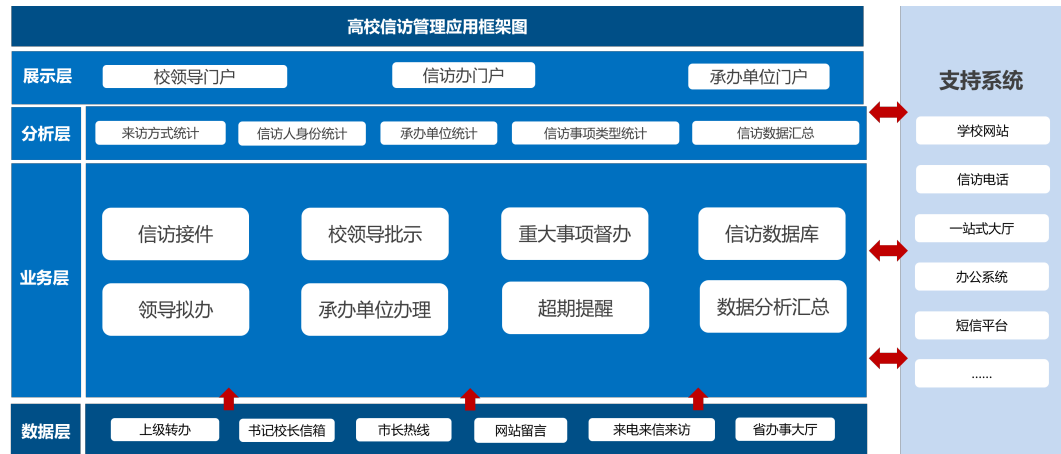 高校信访管理应用框架图
展示层
校领导门户
信访办门户
承办单位门户
分析层
来访方式统计
信访人身份统计
承办单位统计
信访事项类型统计
信访数据汇总
业务层
信访接件
校领导批示
重大事项督办
信访数据库
领导拟办
承办单位办理
超期提醒
数据分析汇总
数据层
上级转办
书记校长信箱
市长热线
网站留言
来电来信来访
省办事大厅
支持系统
学校网站
信访电话
一站式大厅
办公系统
短信平台
......